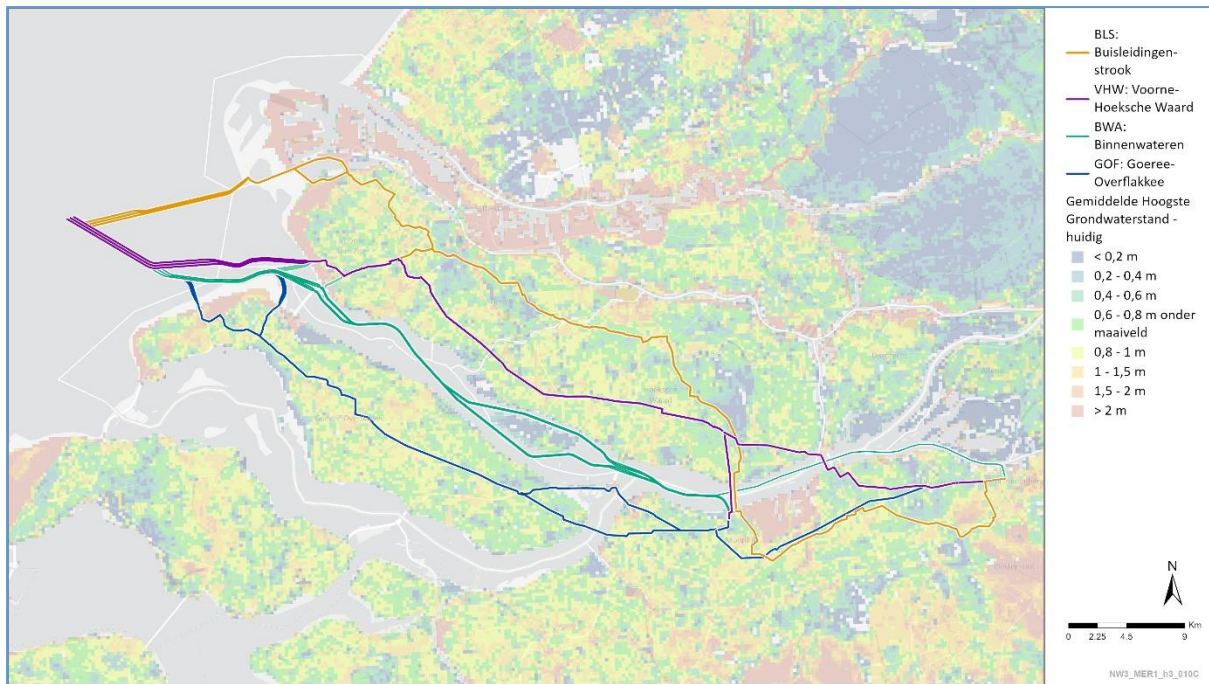 BLS:
Buisleidingen-
strook
VHW: Voorne-
Hoeksche Waard
BWA:
Binnenwateren
GOF: Goeree-
Overflakkee
Gemiddelde Hoogste
Grondwaterstand -
huidig
< 0,2 m
0,2 - 0,4 m
0,4 - 0,6 m
0,6 - 0,8 m onder
maaiveld
0,8 - 1 m
1 - 1,5 m
1,5 - 2 m
> 2 m
N
Km
0 2.25 4.5 9
NW3_MER1_h3_010C